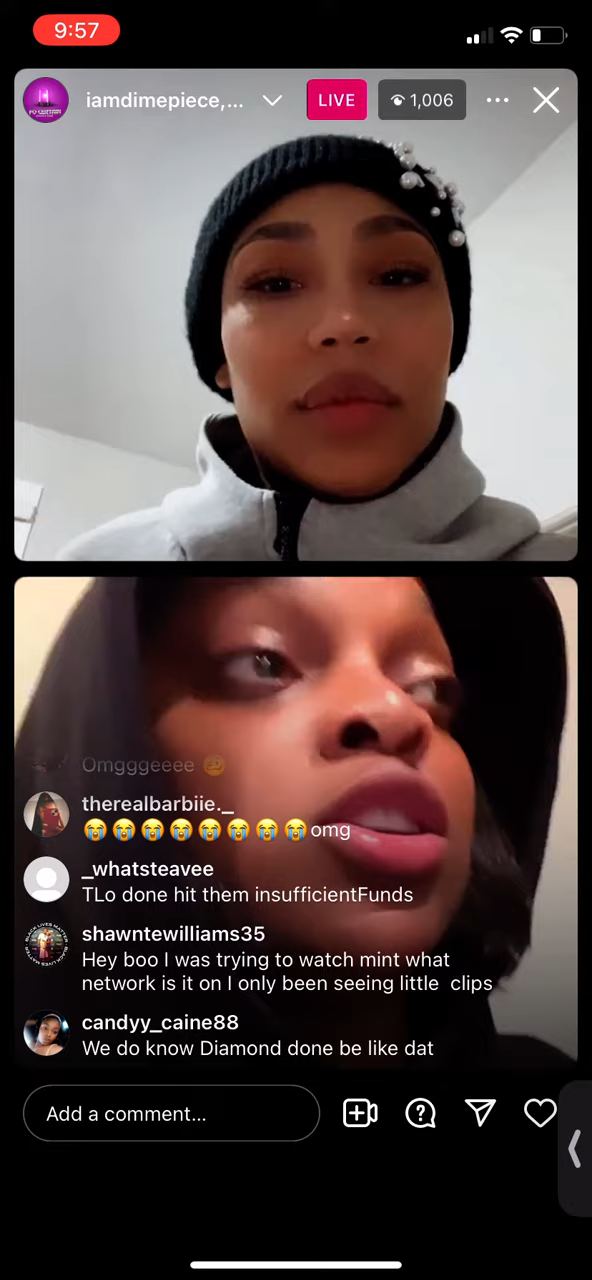 9:57
iamdimepiece,...
LIVE
1,006
Omgggeeee 🥴
therealbarbiie._
😭😭😭😭😭😭😭😭omg
_whatsteavee
TLo done hit them insufficientFunds
shawntewilliams35
Hey boo I was trying to watch mint what
network is it on I only been seeing little  clips
candyy_caine88
We do know Diamond done be like dat
Add a comment...